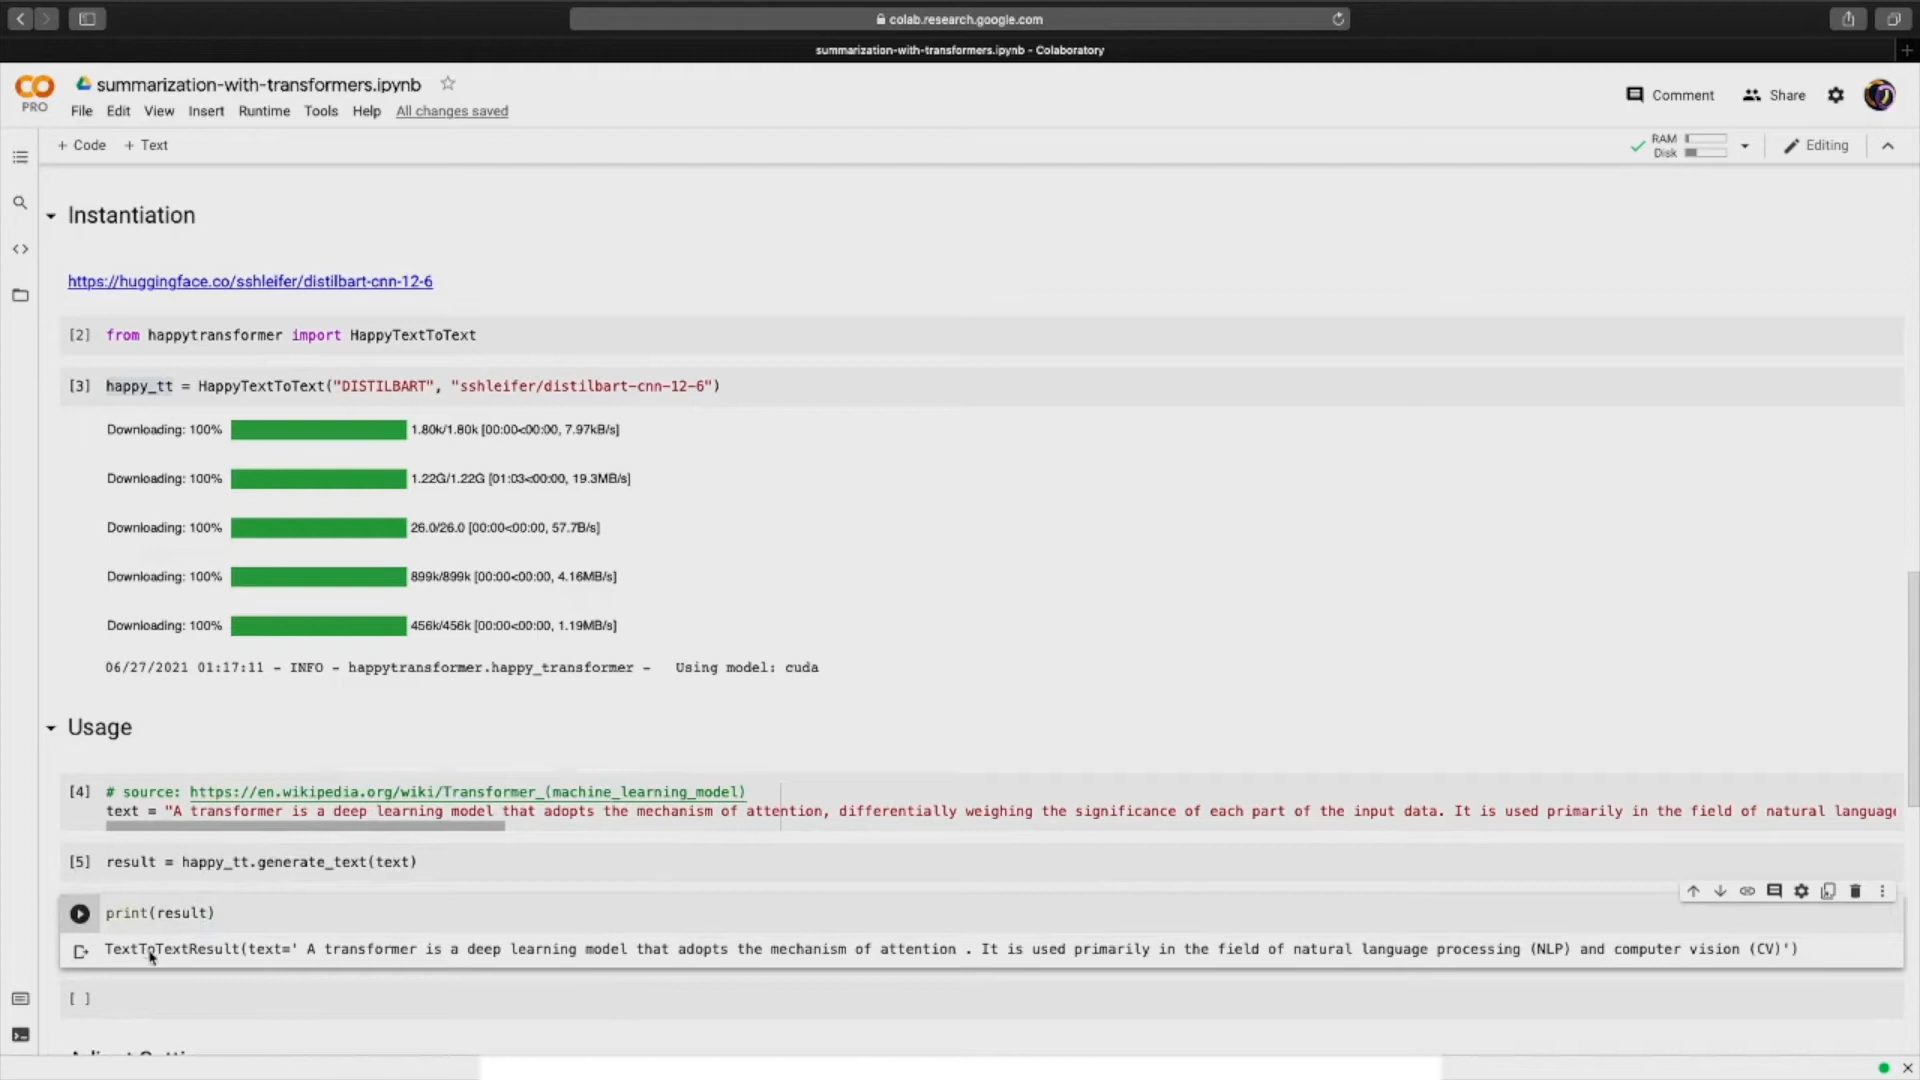 colab.research.google.com
summarization-with-transformers.ipynb - Colaboratory
CO
PRO
summarization-with-transformers.ipynb
Comment
Share
File Edit View Insert Runtime Tools Help All changes saved
+ Code + Text
RAM
Disk
Editing
Instantiation
https://huggingface.co/sshleifer/distilbart-cnn-12-6
[2] from happytransformer import HappyTextToText
[3] happy_tt = HappyTextToText("DISTILBART", "sshleifer/distilbart-cnn-12-6")
Downloading: 100% 1.80k/1.80k [00:00<00:00, 7.97kB/s]
Downloading: 100% 1.22G/1.22G [01:03<00:00, 19.3MB/s]
Downloading: 100% 26.0/26.0 [00:00<00:00, 57.7B/s]
Downloading: 100% 899k/899k [00:00<00:00, 4.16MB/s]
Downloading: 100% 456k/456k [00:00<00:00, 1.19MB/s]
06/27/2021 01:17:11 - INFO - happytransformer.happy_transformer - Using model: cuda
Usage
[4] # source: https://en.wikipedia.org/wiki/Transformer_(machine_learning_model)
text = "A transformer is a deep learning model that adopts the mechanism of attention, differentially weighing the significance of each part of the input data. It is used primarily in the field of natural language
[5] result = happy_tt.generate_text(text)
print(result)
TextToTextResult(text=' A transformer is a deep learning model that adopts the mechanism of attention . It is used primarily in the field of natural language processing (NLP) and computer vision (CV)')
[ ]